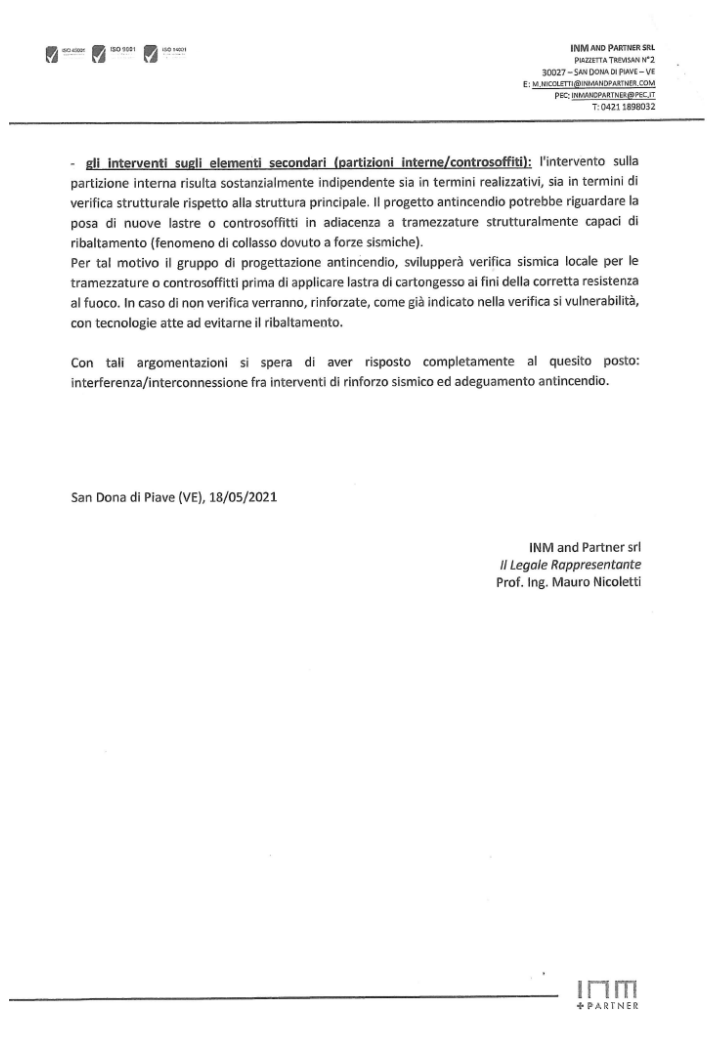 ISO 45001 ISO 9001 ISO 14001
INM AND PARTNER SRL
PIAZZETTA TREVISAN N°2
30027 – SAN DONA DI PIAVE – VE
E: M.NICOLETTI@INMANDPARTNER.COM
PEC: INMANDPARTNER@PEC.IT
T: 0421 1898032
- gli interventi sugli elementi secondari (partizioni interne/controsoffiti): l'intervento sulla
partizione interna risulta sostanzialmente indipendente sia in termini realizzativi, sia in termini di
verifica strutturale rispetto alla struttura principale. Il progetto antincendio potrebbe riguardare la
posa di nuove lastre o controsoffitti in adiacenza a tramezzature strutturalmente capaci di
ribaltamento (fenomeno di collasso dovuto a forze sismiche).
Per tal motivo il gruppo di progettazione antincendio, svilupperà verifica sismica locale per le
tramezzature o controsoffitti prima di applicare lastra di cartongesso ai fini della corretta resistenza
al fuoco. In caso di non verifica verranno, rinforzate, come già indicato nella verifica si vulnerabilità,
con tecnologie atte ad evitarne il ribaltamento.
Con tali argomentazioni si spera di aver risposto completamente al quesito posto:
interferenza/interconnessione fra interventi di rinforzo sismico ed adeguamento antincendio.
San Dona di Piave (VE), 18/05/2021
INM and Partner srl
Il Legale Rappresentante
Prof. Ing. Mauro Nicoletti
INM
+PARTNER